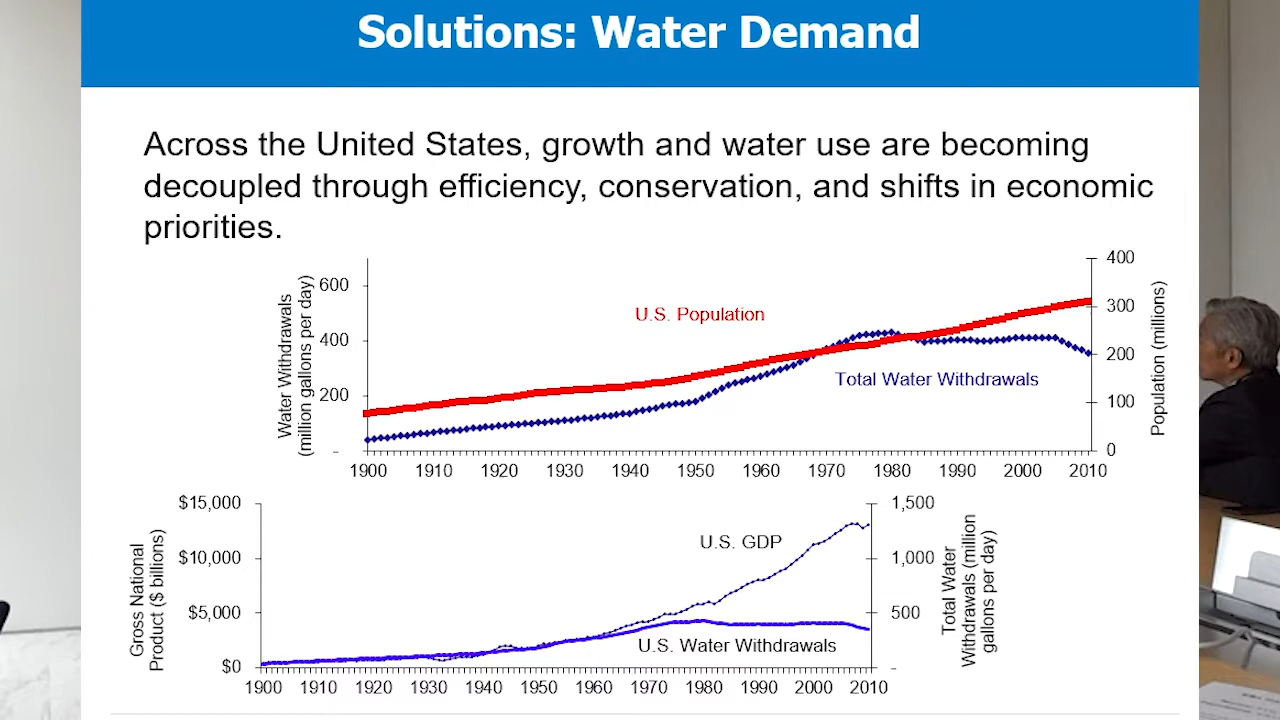 Solutions: Water Demand
Across the United States, growth and water use are becoming
decoupled through efficiency, conservation, and shifts in economic
priorities.
Water Withdrawals
(million gallons per day)
600
400
200
-
U.S. Population
Total Water Withdrawals
400
300
200
100
0
Population (millions)
1900 1910 1920 1930 1940 1950 1960 1970 1980 1990 2000 2010
Gross National
Product ($ billions)
$15,000
$10,000
$5,000
$0
U.S. GDP
U.S. Water Withdrawals
1,500
1,000
500
-
Total Water
Withdrawals (million
gallons per day)
1900 1910 1920 1930 1940 1950 1960 1970 1980 1990 2000 2010